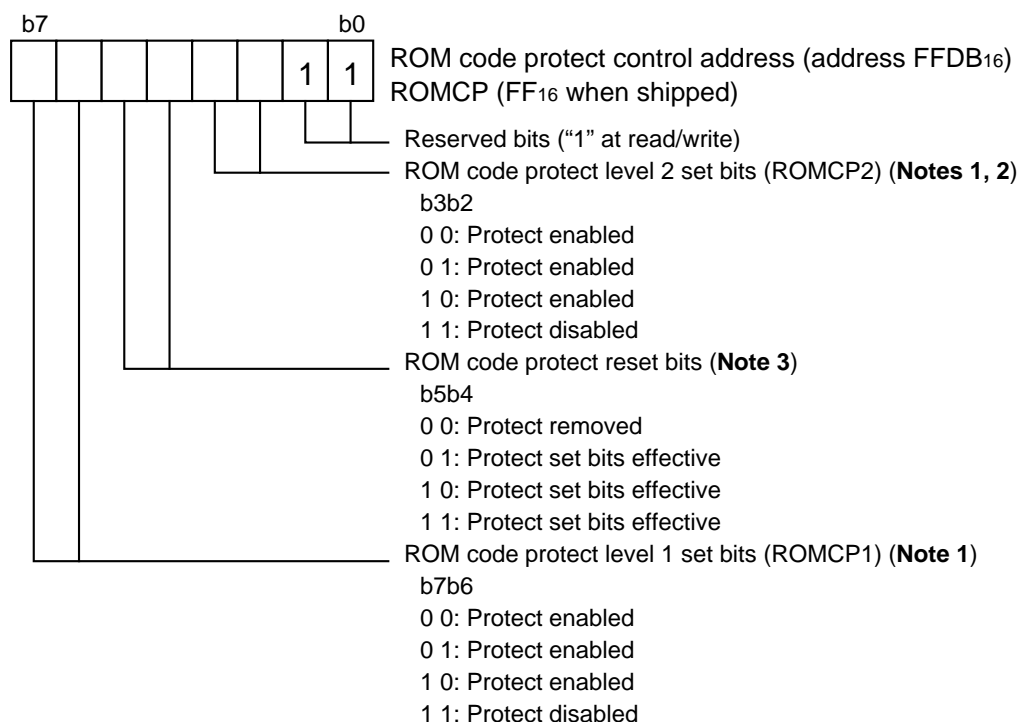 b7 b0
1 1 ROM code protect control address (address FFDB16)
ROMCP (FF16 when shipped)
Reserved bits (“1” at read/write)
ROM code protect level 2 set bits (ROMCP2) (Notes 1, 2)
b3b2
0 0: Protect enabled
0 1: Protect enabled
1 0: Protect enabled
1 1: Protect disabled
ROM code protect reset bits (Note 3)
b5b4
0 0: Protect removed
0 1: Protect set bits effective
1 0: Protect set bits effective
1 1: Protect set bits effective
ROM code protect level 1 set bits (ROMCP1) (Note 1)
b7b6
0 0: Protect enabled
0 1: Protect enabled
1 0: Protect enabled
1 1: Protect disabled